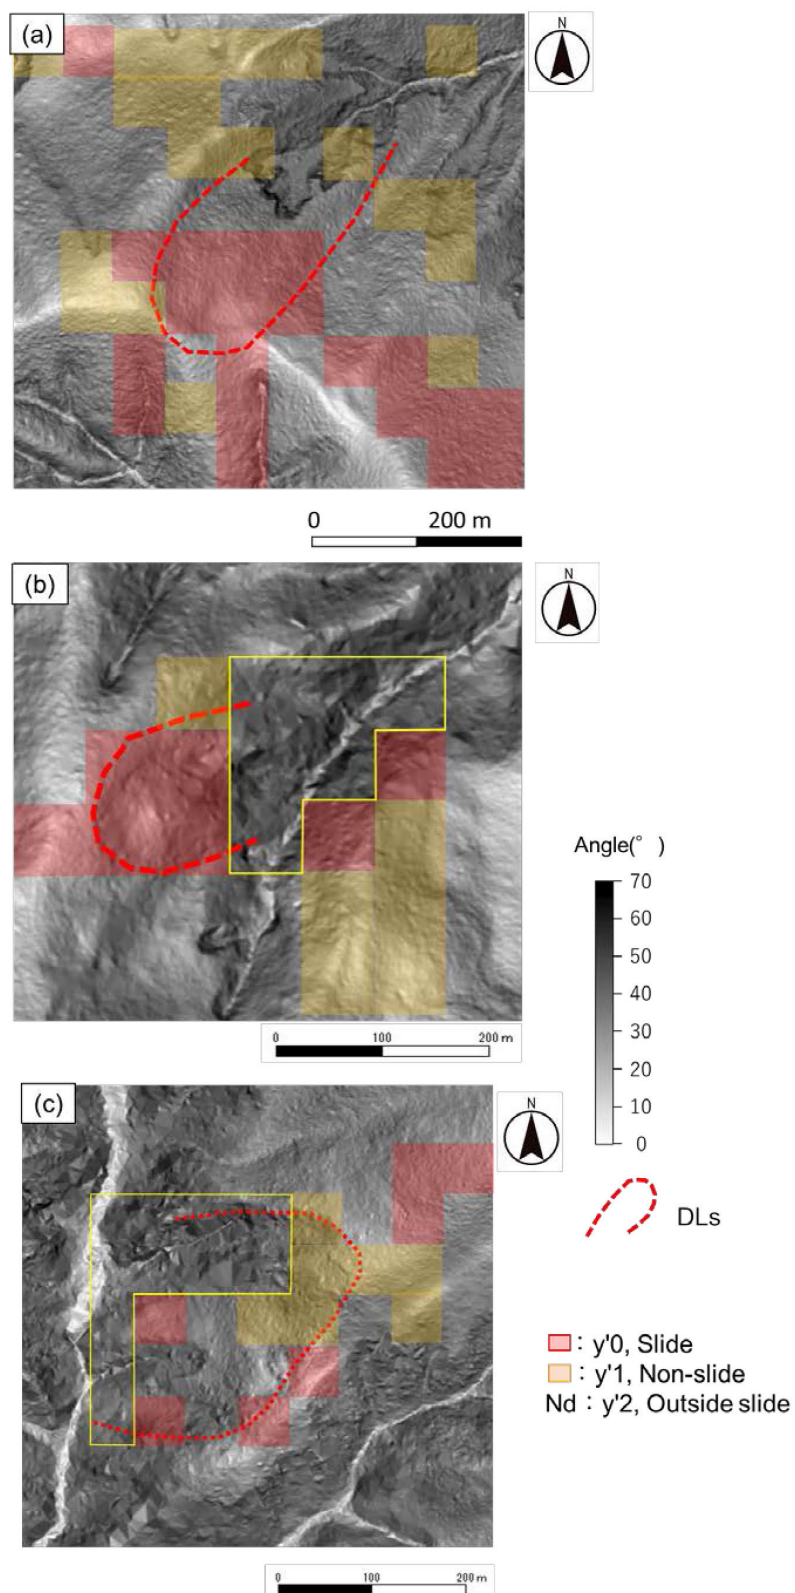 (a)
N
0 200 m
(b)
N
0 100 200 m
Angle(° )
70
60
50
40
30
20
10
0
(c)
N
DLs
: y'0, Slide
: y'1, Non-slide
Nd : y'2, Outside slide
0 100 200 m